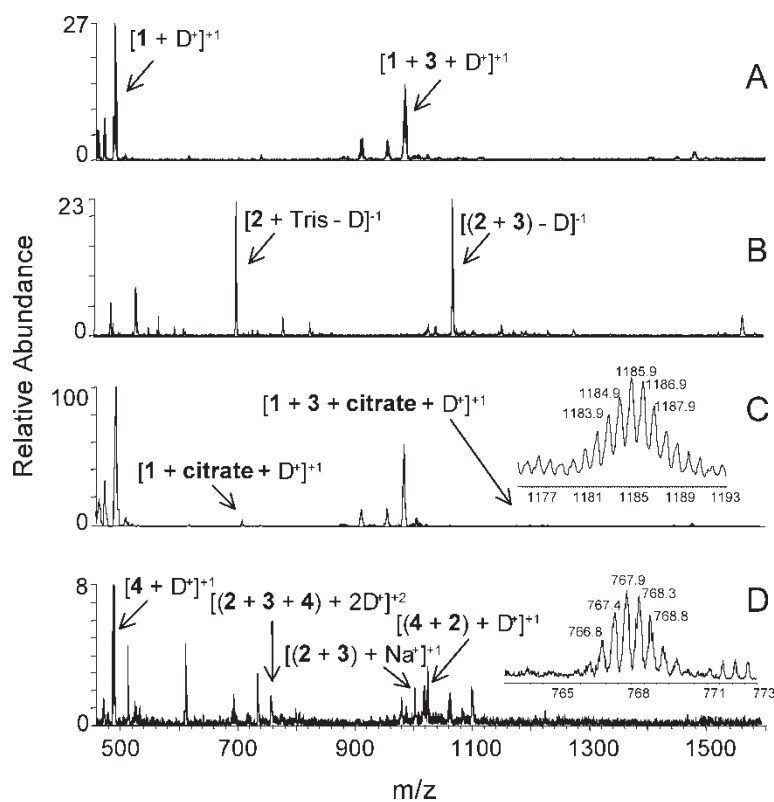 27
[1 + D⁺]⁺¹
[1 + 3 + D⁺]⁺¹
A
0
23
[2 + Tris - D]⁻¹
[(2 + 3) - D]⁻¹
B
0
Relative Abundance
100
[1 + 3 + citrate + D⁺]⁺¹
[1 + citrate + D⁺]⁺¹
C
1185.9
1184.9
1186.9
1183.9
1187.9
1177 1181 1185 1189 1193
0
8
[4 + D⁺]⁺¹
[(2 + 3 + 4) + 2D⁺]⁺²
[(4 + 2) + D⁺]⁺¹
[(2 + 3) + Na⁺]⁺¹
D
767.9
767.4
768.3
766.8
768.8
765 768 771 773
0
500 700 900 1100 1300 1500
m/z